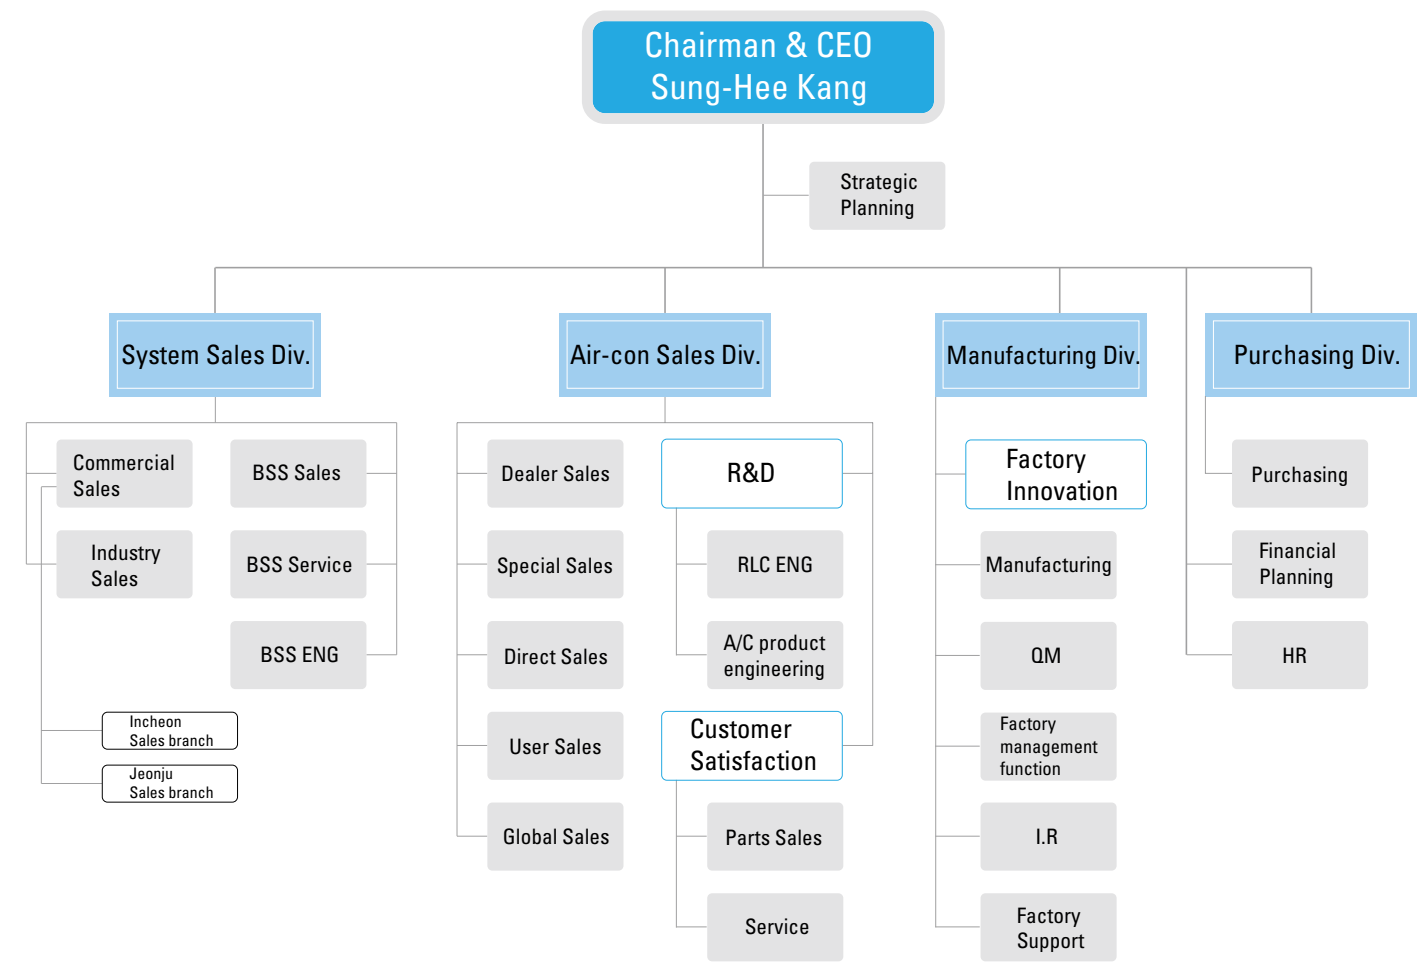 Chairman & CEO
Sung-Hee Kang
Strategic
Planning
System Sales Div.
Air-con Sales Div.
Manufacturing Div.
Purchasing Div.
Commercial
Sales
Industry
Sales
Incheon
Sales branch
Jeonju
Sales branch
BSS Sales
BSS Service
BSS ENG
Dealer Sales
Special Sales
Direct Sales
User Sales
Global Sales
R&D
RLC ENG
A/C product
engineering
Customer
Satisfaction
Parts Sales
Service
Factory
Innovation
Manufacturing
QM
Factory
management
function
I.R
Factory
Support
Purchasing
Financial
Planning
HR